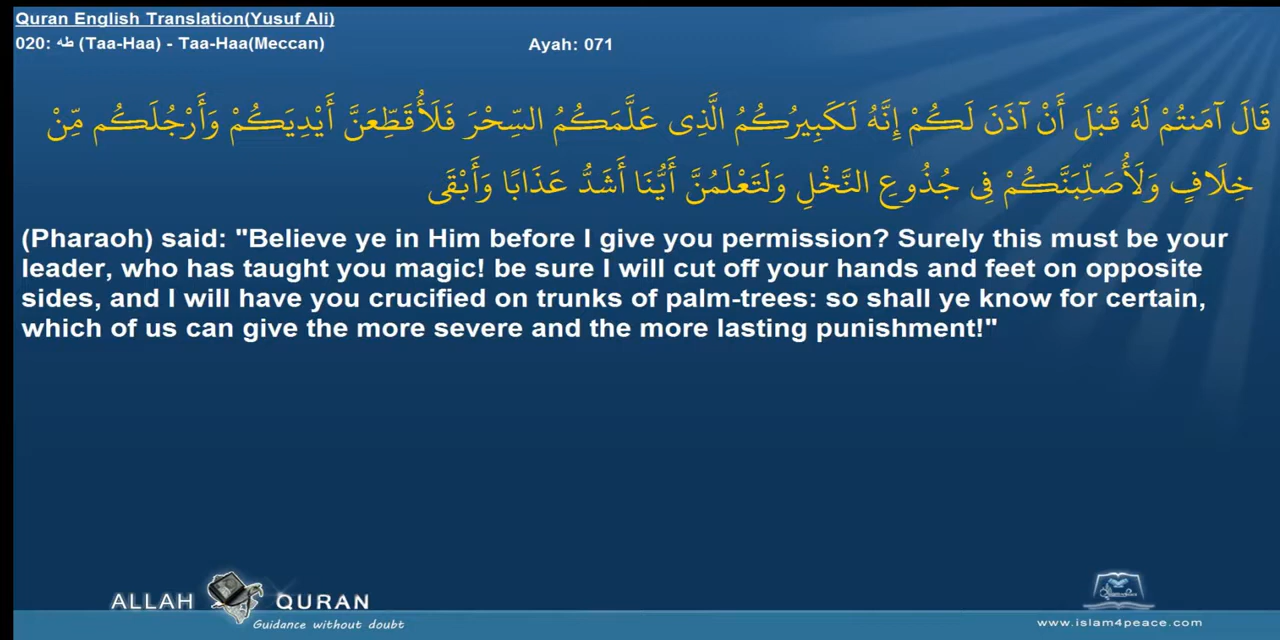 Quran English Translation(Yusuf Ali)
020: طه (Taa-Haa) - Taa-Haa(Meccan)
Ayah: 071
قَالَ آمَنتُمْ لَهُ قَبْلَ أَنْ آذَنَ لَكُمْ إِنَّهُ لَكَبِيرُكُمُ الَّذِى عَلَّمَكُمُ السِّحْرَ فَلَأُقَطِّعَنَّ أَيْدِيَكُمْ وَأَرْجُلَكُم مِّنْ
خِلَافٍ وَلَأُصَلِّبَنَّكُمْ فِى جُذُوعِ النَّخْلِ وَلَتَعْلَمُنَّ أَيُّنَا أَشَدُّ عَذَابًا وَأَبْقَى
(Pharaoh) said: "Believe ye in Him before I give you permission? Surely this must be your
leader, who has taught you magic! be sure I will cut off your hands and feet on opposite
sides, and I will have you crucified on trunks of palm-trees: so shall ye know for certain,
which of us can give the more severe and the more lasting punishment!"
ALLAH QURAN
Guidance without doubt
www.islam4peace.com